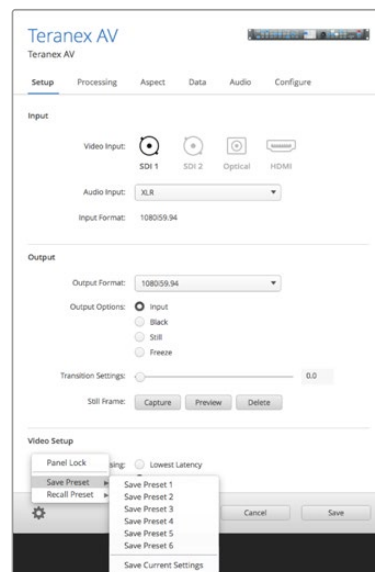 Teranex AV
Teranex AV
Setup Processing Aspect Data Audio Configure
Input
Video Input:
SDI 1 SDI 2 Optical HDMI
Audio Input: XLR
Input Format: 1080i59.94
Output
Output Format: 1080i59.94
Output Options: Input
Black
Still
Freeze
Transition Settings: 0.0
Still Frame: Capture Preview Delete
Video Setup
Panel Lock
sing: Lowest Latency
Save Preset
Recall Preset
Save Preset 1
Save Preset 2
Save Preset 3
Save Preset 4
Save Preset 5
Save Preset 6
Save Current Settings
Cancel Save